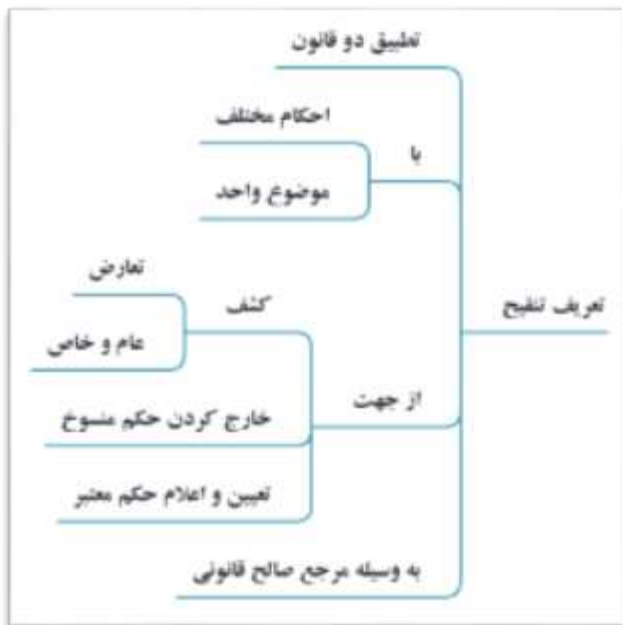 تعریف تنقیح
تطبیق دو قانون
با
احکام مختلف
موضوع واحد
از جهت
کشف
تعارض
عام و خاص
خارج کردن حکم منسوخ
تعیین و اعلام حکم معتبر
به وسیله مرجع صالح قانونی